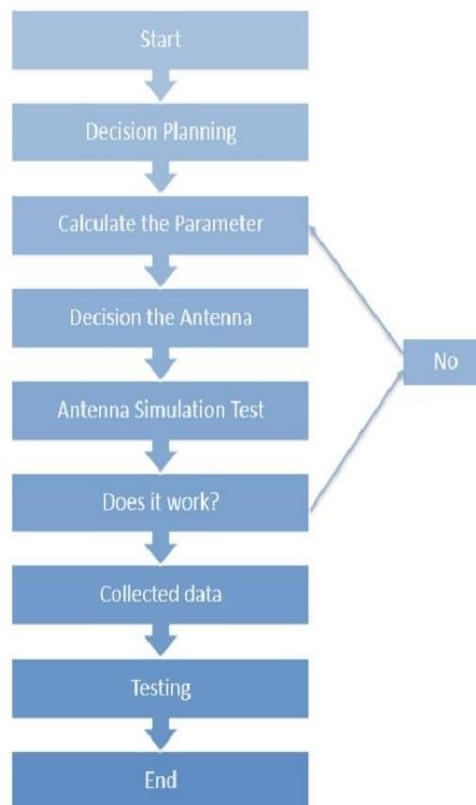 Start
Decision Planning
Calculate the Parameter
Decision the Antenna
No
Antenna Simulation Test
Does it work?
Collected data
Testing
End